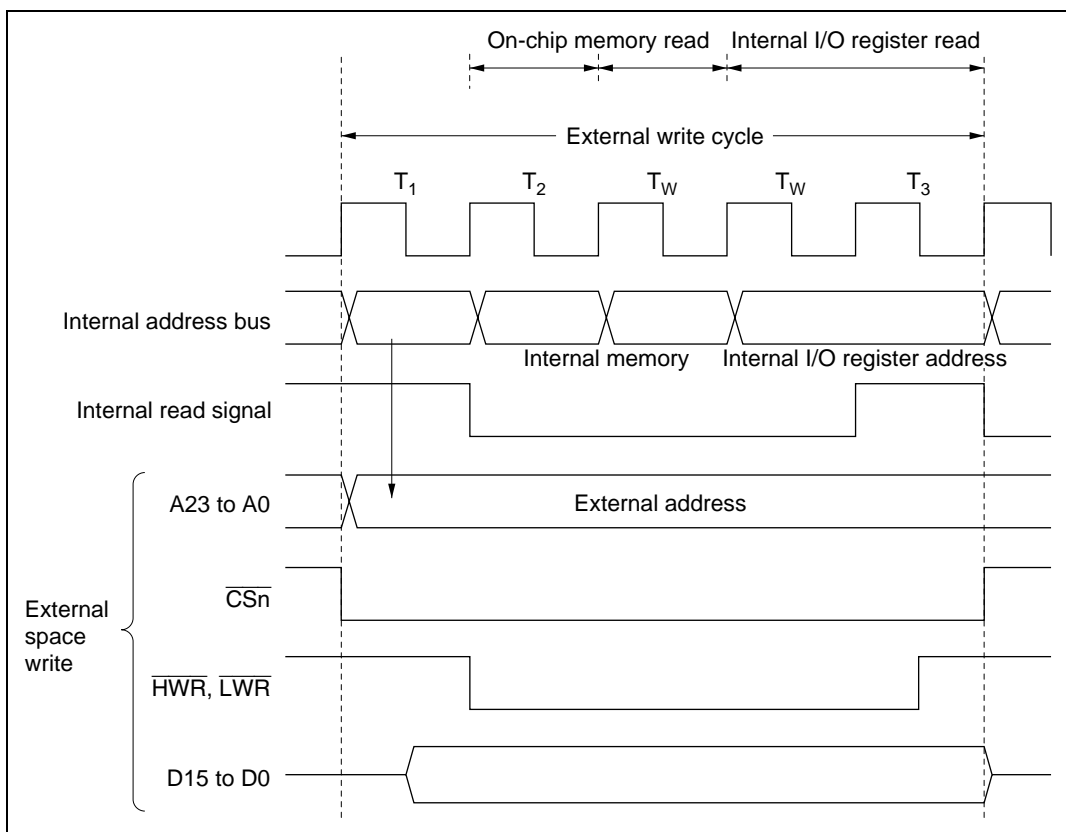 On-chip memory read Internal I/O register read
External write cycle
T1 T2 TW TW T3
Internal address bus
Internal memory Internal I/O register address
Internal read signal
A23 to A0
External address
CSn
External
space
write
HWR, LWR
D15 to D0